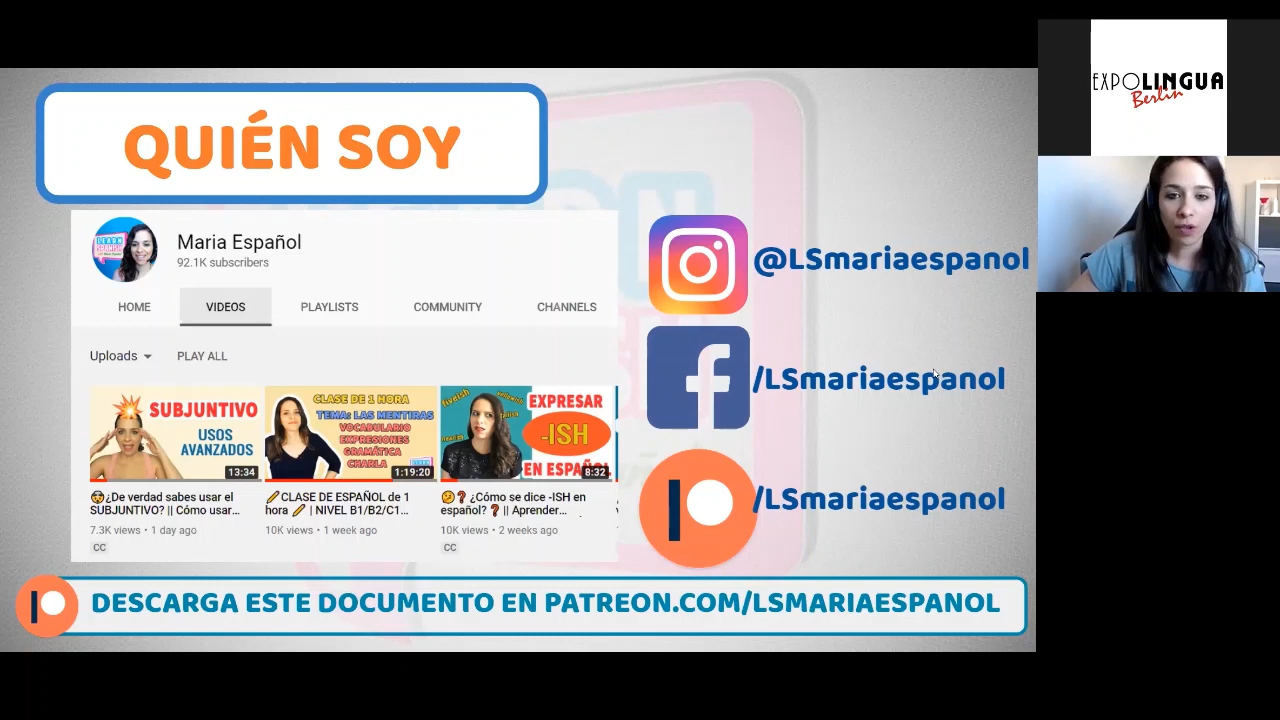 QUIÉN SOY
EXPOLINGUA
Berlin
LEARN
SPANISH
Maria Español
92.1K subscribers
HOME VIDEOS PLAYLISTS COMMUNITY CHANNELS
Uploads PLAY ALL
SUBJUNTIVO
USOS
AVANZADOS
13:34
¿De verdad sabes usar el
SUBJUNTIVO? || Cómo usar...
7.3K views • 1 day ago
CC
CLASE DE 1 HORA
TEMA: LAS MENTIRAS
VOCABULARIO
EXPRESIONES
GRAMÁTICA
CHARLA
1:19:20
CLASE DE ESPAÑOL de 1
hora | NIVEL B1/B2/C1...
10K views • 1 week ago
fiveish
yellowish
EXPRESAR
-ISH
EN ESPAÑOL
8:32
¿Cómo se dice -ISH en
español? ❓ || Aprender...
10K views • 2 weeks ago
CC
@LSmariaespanol
/LSmariaespanol
/LSmariaespanol
DESCARGA ESTE DOCUMENTO EN PATREON.COM/LSMARIAESPANOL